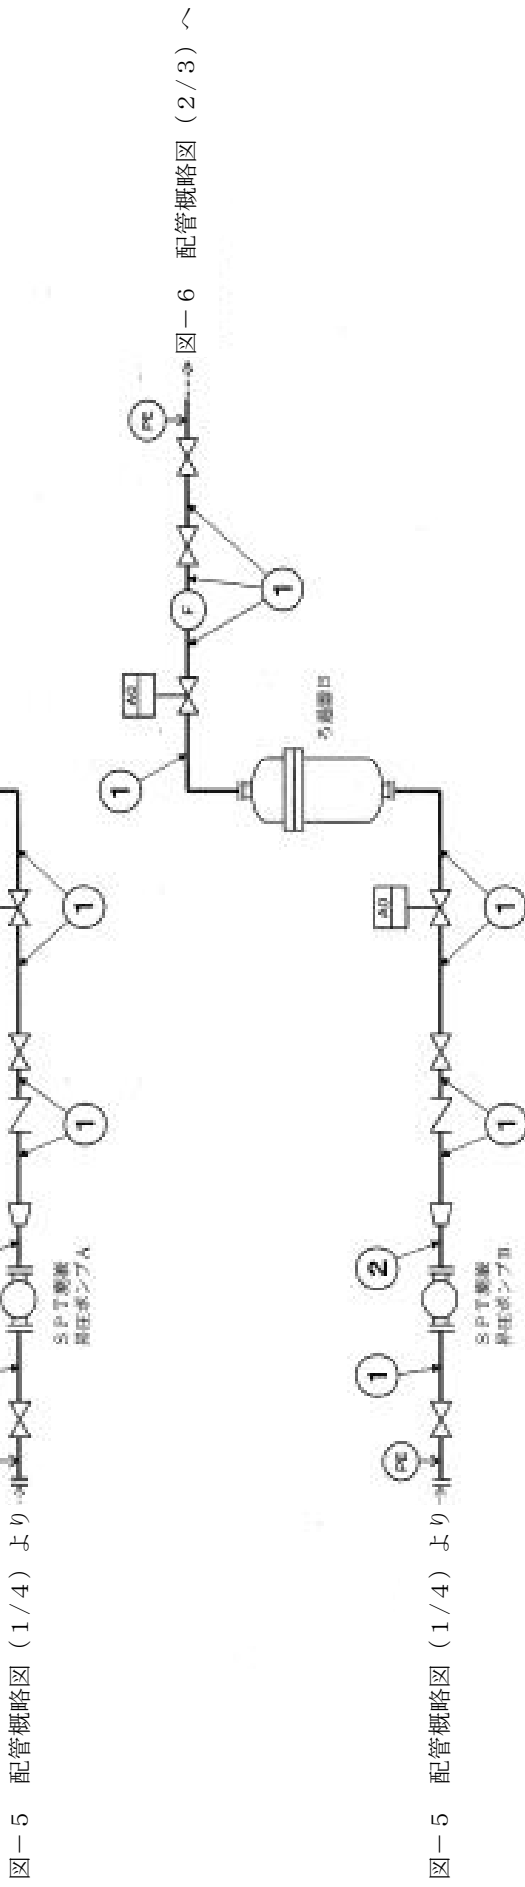 図－6　配管概略図（2/3）へ
PE
1
F
AO
1
ろ過器B
1
AO
1
1
1
2
SPT廃液
昇圧ポンプA
SPT廃液
昇圧ポンプB
1
PE
図－5　配管概略図（1/4）より
図－5　配管概略図（1/4）より